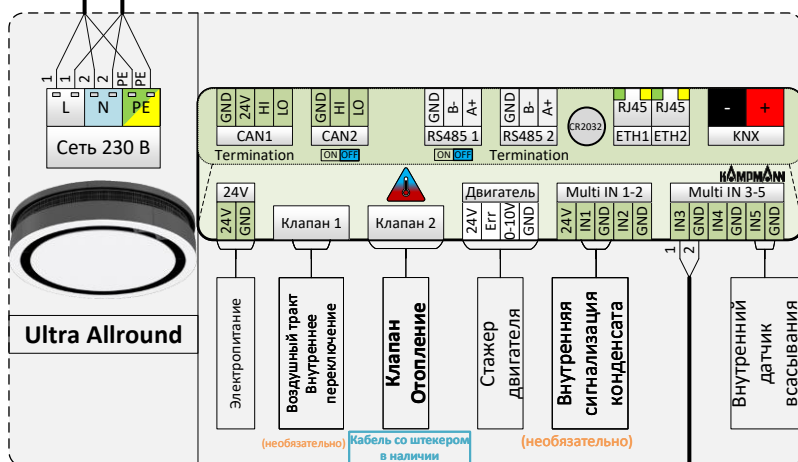 1 1 2 2 PE PE
L N PE
Сеть 230 В
GND 24V HI LO
CAN1
GND HI LO
CAN2
GND B- A+
RS485 1
GND B- A+
RS485 2
CR2032
RJ45 RJ45
ETH1 ETH2
- +
KNX
Termination
ON OFF
ON OFF
Termination
KAMPMANN
24V
24V GND
Клапан 1
Клапан 2
Двигатель
24V Err 0-10V GND
Multi IN 1-2
24V IN1 GND IN2 GND
Multi IN 3-5
IN3 GND IN4 GND IN5 GND
1 2
Ultra Allround
Электропитание
Воздушный тракт
Внутреннее
переключение
(необязательно)
Клапан
Отопление
Кабель со штекером
в наличии
Стажер
двигателя
Внутренняя
сигнализация
конденсата
(необязательно)
Внутренний
датчик
всасывания